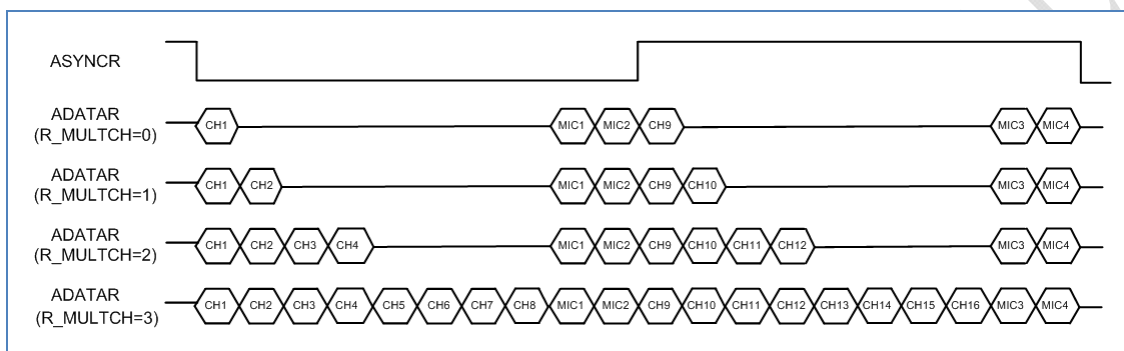 ASYNCR
ADATAR
(R_MULTCH=0)
CH1 MIC1 MIC2 CH9 MIC3 MIC4
ADATAR
(R_MULTCH=1)
CH1 CH2 MIC1 MIC2 CH9 CH10 MIC3 MIC4
ADATAR
(R_MULTCH=2)
CH1 CH2 CH3 CH4 MIC1 MIC2 CH9 CH10 CH11 CH12 MIC3 MIC4
ADATAR
(R_MULTCH=3)
CH1 CH2 CH3 CH4 CH5 CH6 CH7 CH8 MIC1 MIC2 CH9 CH10 CH11 CH12 CH13 CH14 CH15 CH16 MIC3 MIC4